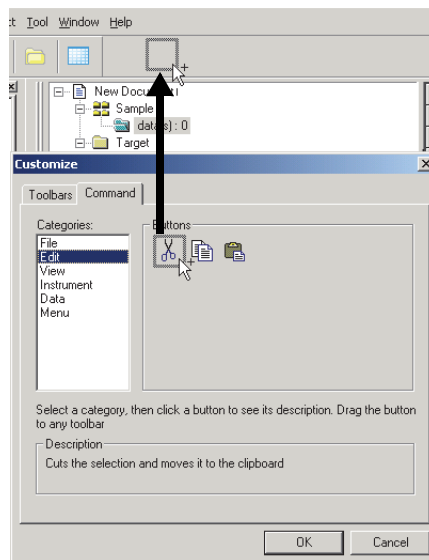 Tool Window Help
New Docu
Sample
data(s) : 0
Target
Customize
Toolbars Command
Categories:
Buttons
File
Edit
View
Instrument
Data
Menu
Select a category, then click a button to see its description. Drag the button
to any toolbar
Description
Cuts the selection and moves it to the clipboard
OK Cancel